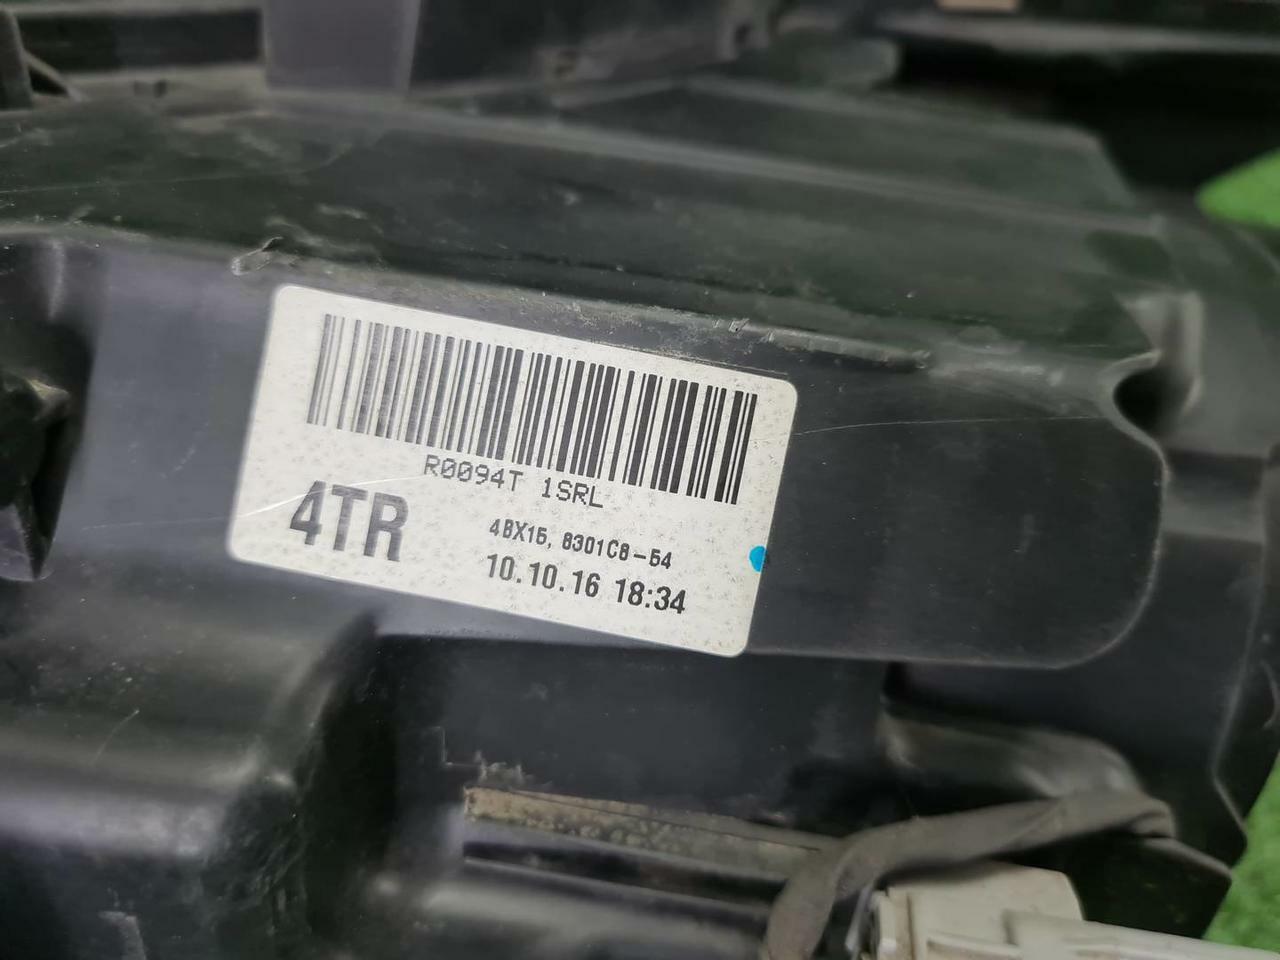 R0094T 1SRL
4TR
4BX15, 8301C8-54
10.10.16 18:34